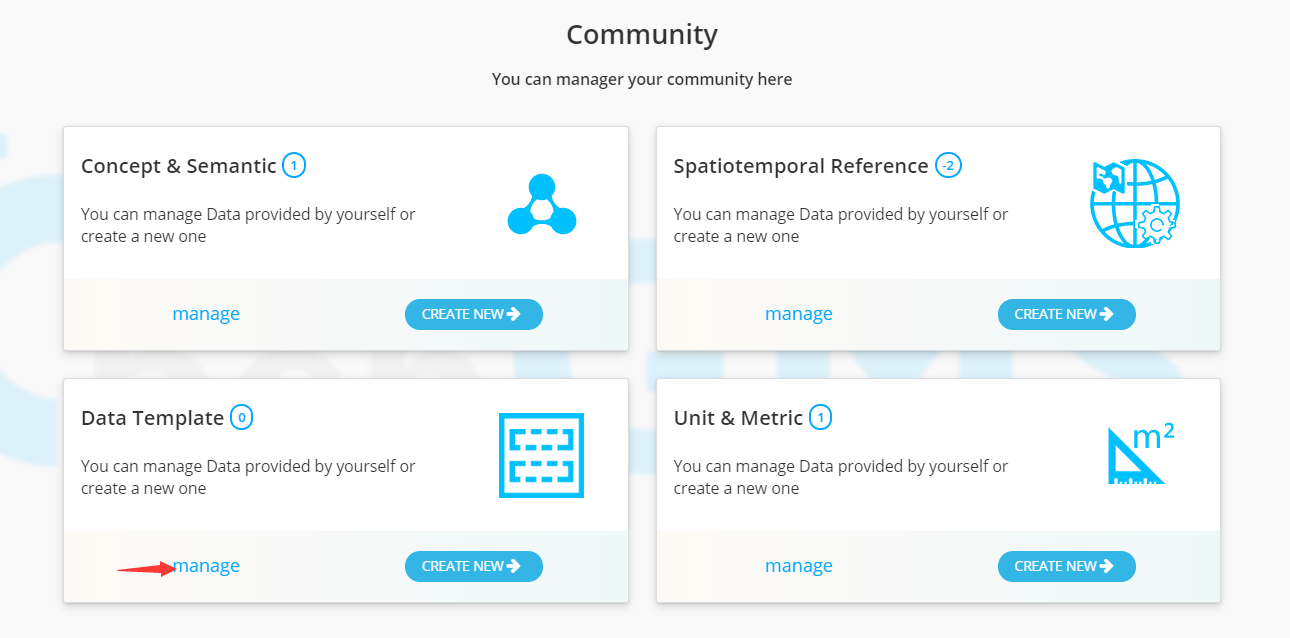 Community
You can manager your community here
Concept & Semantic 1
You can manage Data provided by yourself or
create a new one
manage
CREATE NEW
Spatiotemporal Reference -2
You can manage Data provided by yourself or
create a new one
manage
CREATE NEW
Data Template 0
You can manage Data provided by yourself or
create a new one
manage
CREATE NEW
Unit & Metric 1
m²
You can manage Data provided by yourself or
create a new one
manage
CREATE NEW